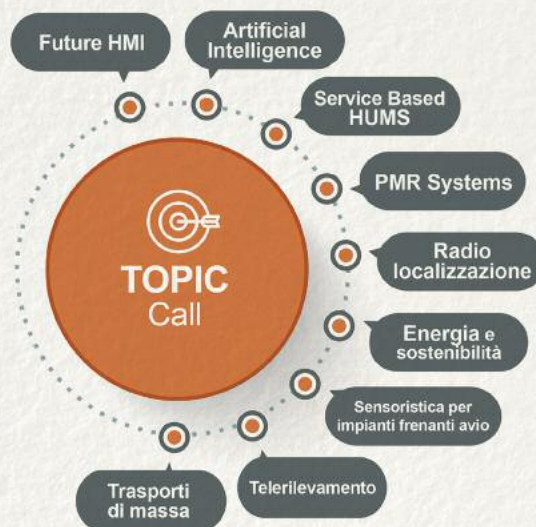 Future HMI
Artificial
Intelligence
Service Based
HUMS
PMR Systems
Radio
localizzazione
Energia e
sostenibilità
Sensoristica per
impianti frenanti avio
Telerilevamento
Trasporti
di massa
TOPIC
Call